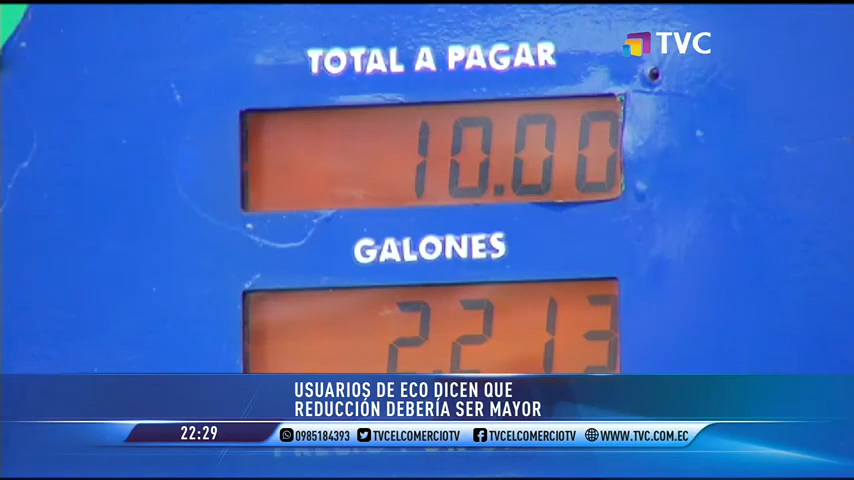 TVC
TOTAL A PAGAR
10.00
GALONES
2.213
USUARIOS DE ECO DICEN QUE
REDUCCIÓN DEBERÍA SER MAYOR
22:29
0985184393
TVCELCOMERCIOTV
TVCELCOMERCIOTV
WWW.TVC.COM.EC